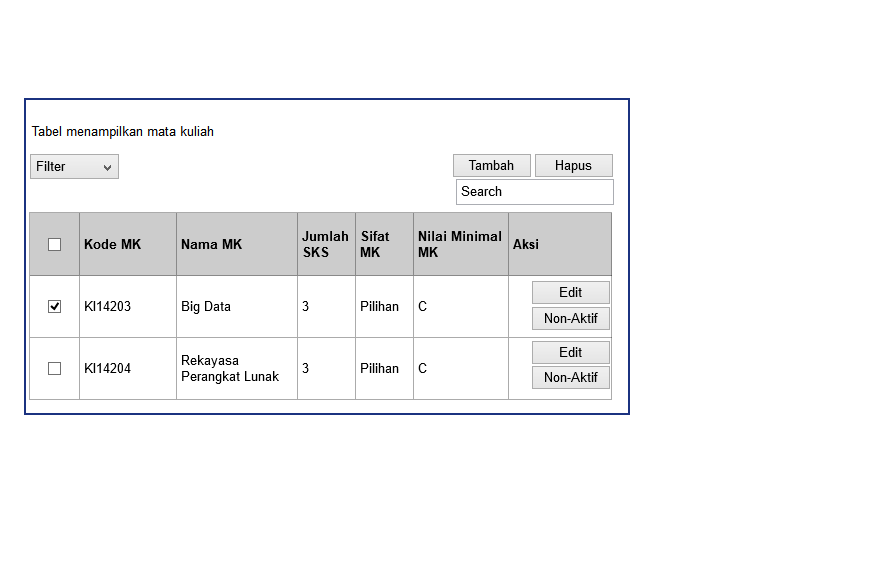 Tabel menampilkan mata kuliah
Filter
Tambah
Hapus
Search
Kode MK
Nama MK
Jumlah
SKS
Sifat
MK
Nilai Minimal
MK
Aksi
KI14203
Big Data
3
Pilihan
C
Edit
Non-Aktif
KI14204
Rekayasa
Perangkat Lunak
3
Pilihan
C
Edit
Non-Aktif